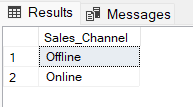 Results Messages
Sales_Channel
1 Offline
2 Online